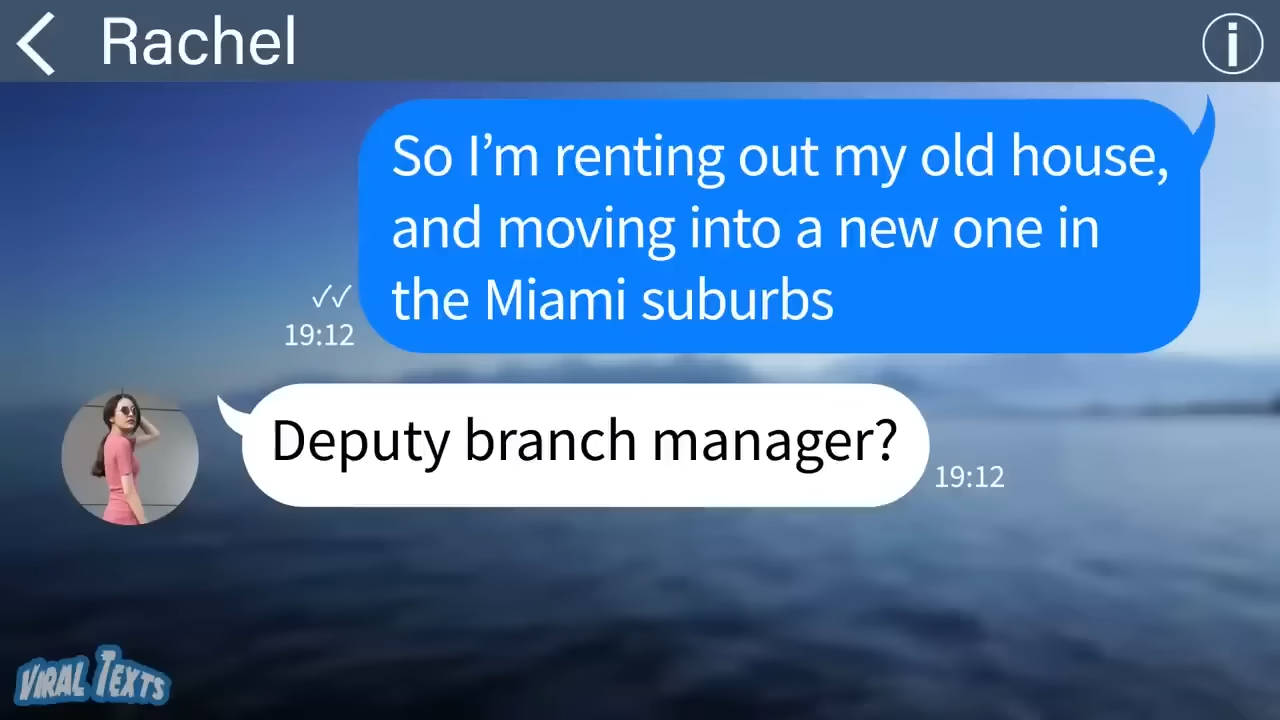 Rachel
So I’m renting out my old house,
and moving into a new one in
the Miami suburbs
✓✓
19:12
Deputy branch manager?
19:12
VIRAL TEXTS